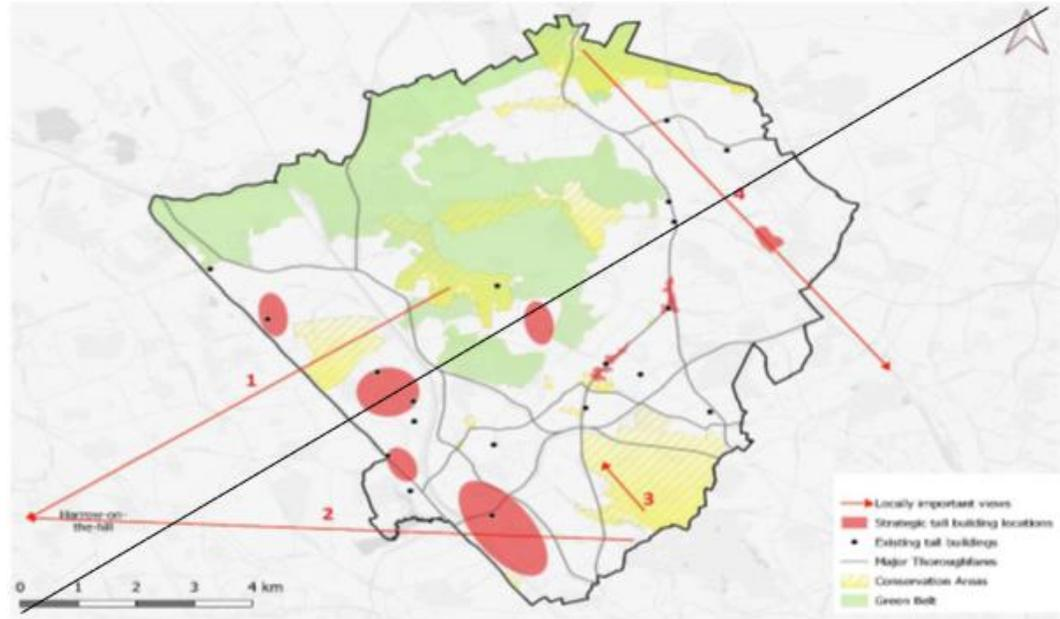 4
1
2
3
Harrow-on-
the-hill
0 1 2 3 4 km
Locally important views
Strategic tall building locations
Existing tall buildings
Major Thoroughfares
Conservation Areas
Green Belt